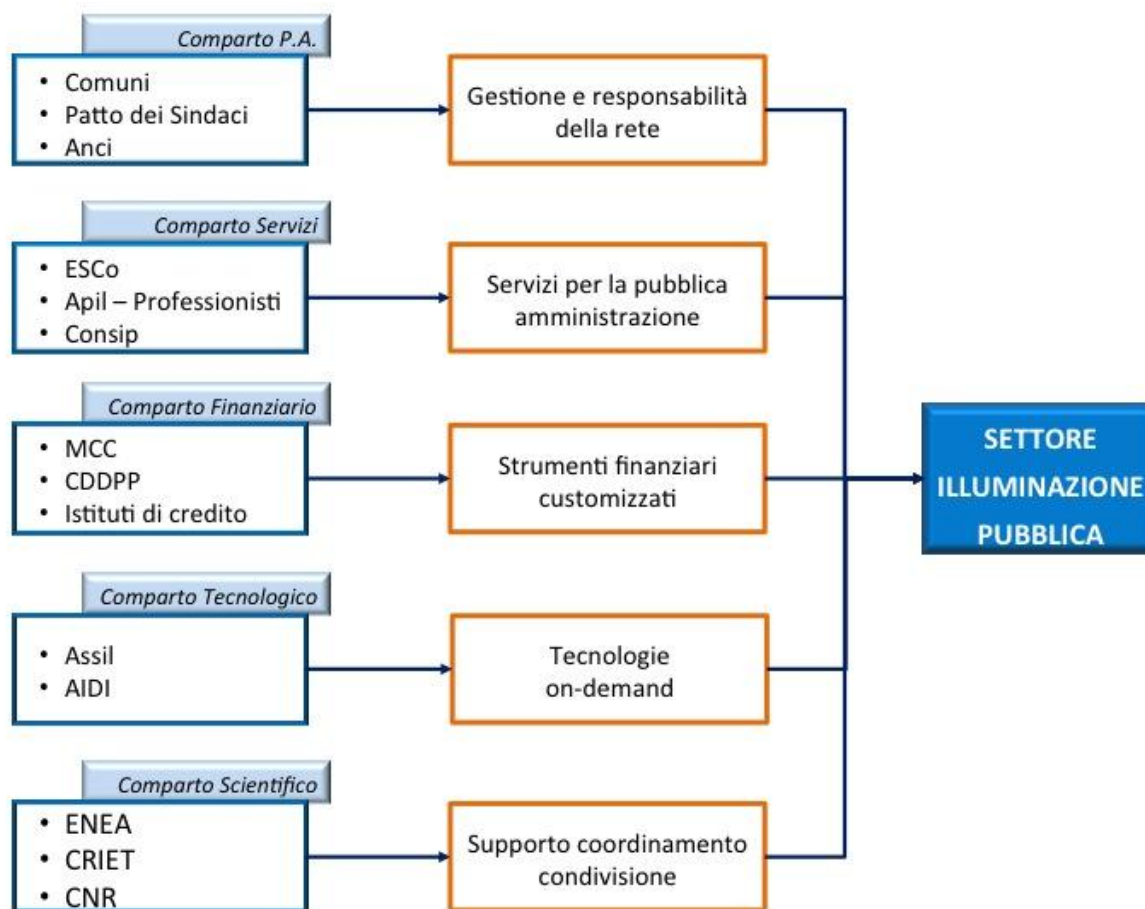 Comparto P.A.
• Comuni
• Patto dei Sindaci
• Anci
Gestione e responsabilità
della rete
Comparto Servizi
• ESCo
• Apil – Professionisti
• Consip
Servizi per la pubblica
amministrazione
Comparto Finanziario
• MCC
• CDDPP
• Istituti di credito
Strumenti finanziari
customizzati
Comparto Tecnologico
• Assil
• AIDI
Tecnologie
on-demand
Comparto Scientifico
• ENEA
• CRIET
• CNR
Supporto coordinamento
condivisione
SETTORE
ILLUMINAZIONE
PUBBLICA